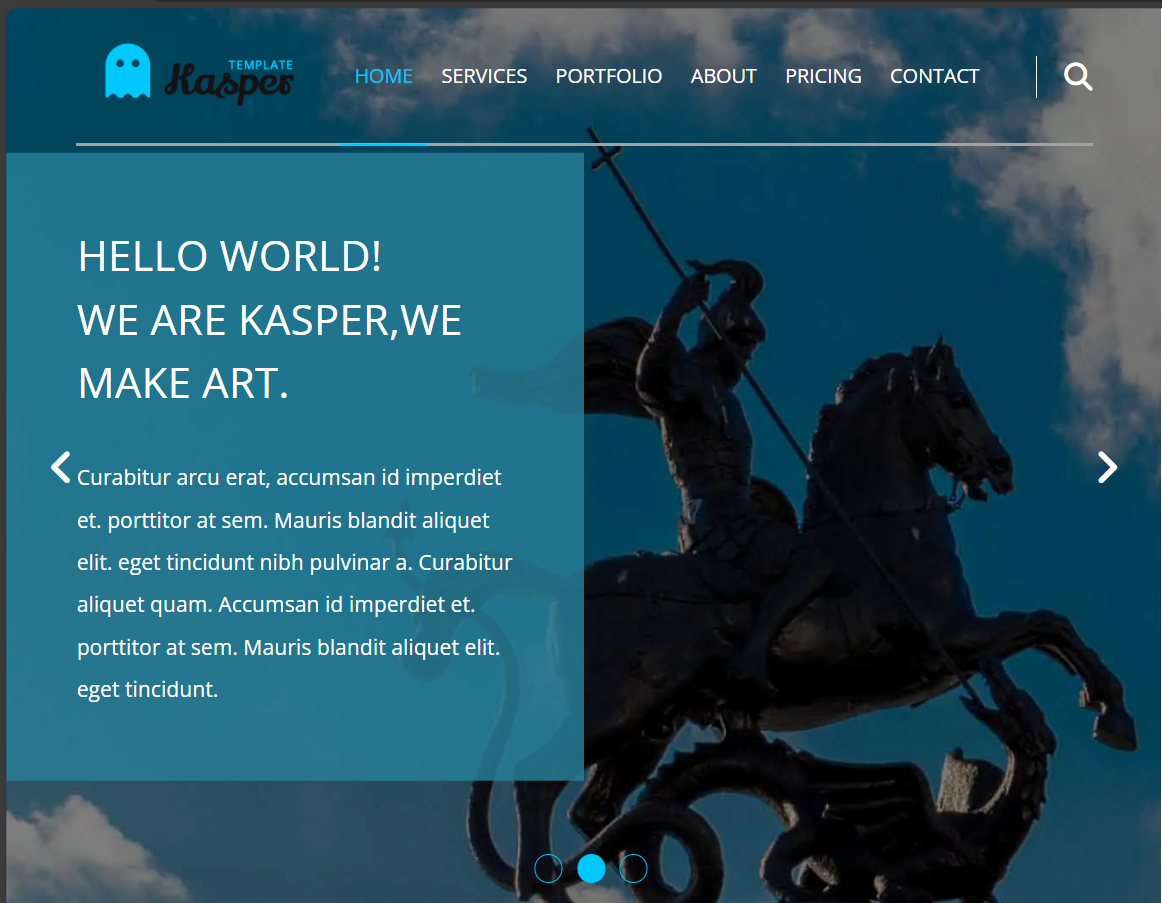 TEMPLATE
Kasper
HOME SERVICES PORTFOLIO ABOUT PRICING CONTACT
HELLO WORLD!
WE ARE KASPER,WE
MAKE ART.
Curabitur arcu erat, accumsan id imperdiet
et. porttitor at sem. Mauris blandit aliquet
elit. eget tincidunt nibh pulvinar a. Curabitur
aliquet quam. Accumsan id imperdiet et.
porttitor at sem. Mauris blandit aliquet elit.
eget tincidunt.